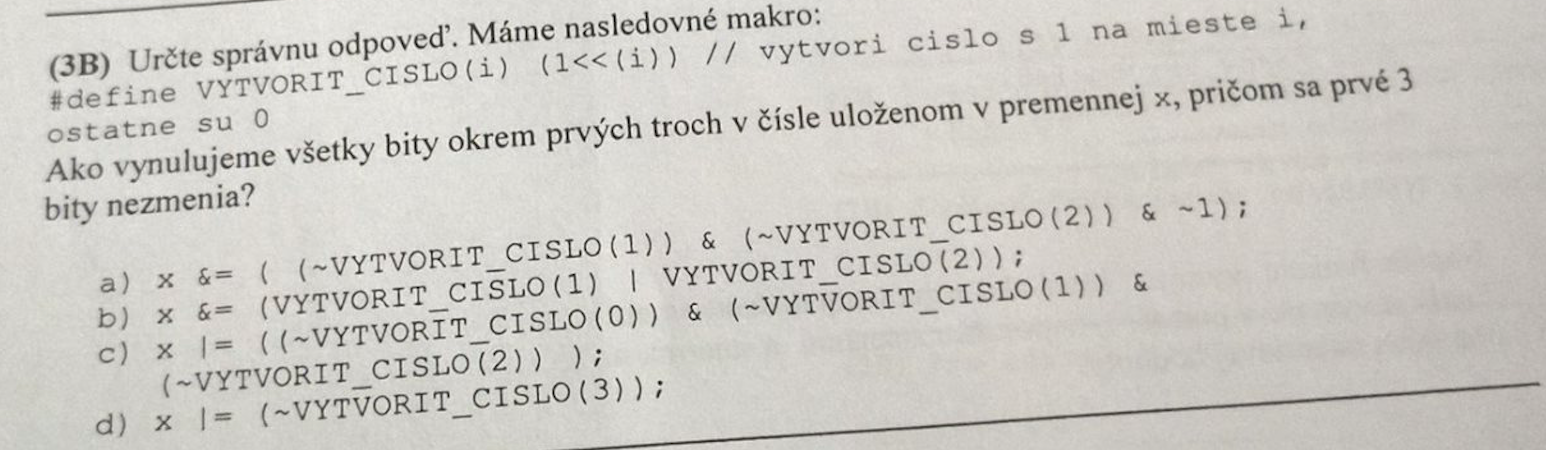 (3B) Určte správnu odpoveď. Máme nasledovné makro:
#define VYTVORIT_CISLO(i) (1<<(i)) // vytvori cislo s 1 na mieste i,
ostatne su 0
Ako vynulujeme všetky bity okrem prvých troch v čísle uloženom v premennej x, pričom sa prvé 3
bity nezmenia?
a) x &= ( (~VYTVORIT_CISLO(1)) & (~VYTVORIT_CISLO(2)) & ~1);
b) x &= (VYTVORIT_CISLO(1) | VYTVORIT_CISLO(2));
c) x |= ((~VYTVORIT_CISLO(0)) & (~VYTVORIT_CISLO(1)) &
(~VYTVORIT_CISLO(2)) );
d) x |= (~VYTVORIT_CISLO(3));